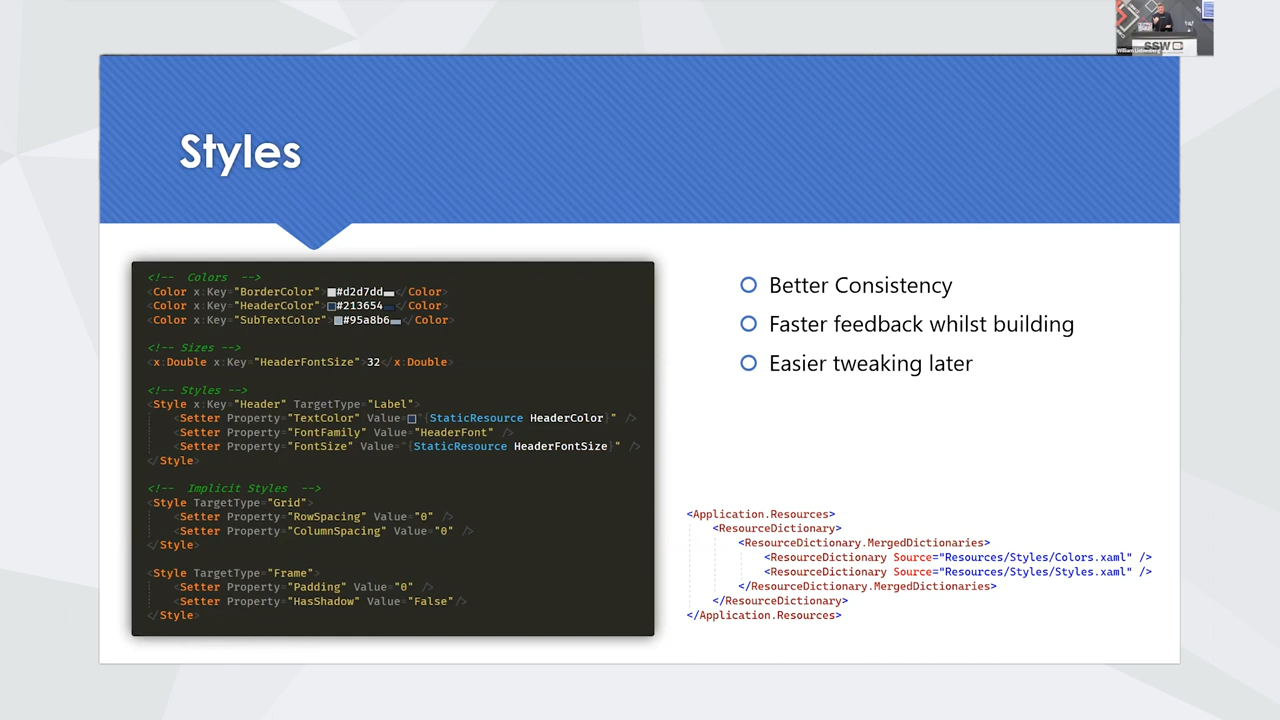 SSW
Styles
<!--  Colors  -->
<Color x:Key="BorderColor">#d2d7dd</Color>
<Color x:Key="HeaderColor">#213654</Color>
<Color x:Key="SubTextColor">#95a8b6</Color>
<!-- Sizes -->
<x:Double x:Key="HeaderFontSize">32</x:Double>
<!-- Styles -->
<Style x:Key="Header" TargetType="Label">
<Setter Property="TextColor" Value="{StaticResource HeaderColor}" />
<Setter Property="FontFamily" Value="HeaderFont" />
<Setter Property="FontSize" Value="{StaticResource HeaderFontSize}" />
</Style>
<!--  Implicit Styles  -->
<Style TargetType="Grid">
<Setter Property="RowSpacing" Value="0" />
<Setter Property="ColumnSpacing" Value="0" />
</Style>
<Style TargetType="Frame">
<Setter Property="Padding" Value="0" />
<Setter Property="HasShadow" Value="False"/>
</Style>
Better Consistency
Faster feedback whilst building
Easier tweaking later
<Application.Resources>
<ResourceDictionary>
<ResourceDictionary.MergedDictionaries>
<ResourceDictionary Source="Resources/Styles/Colors.xaml" />
<ResourceDictionary Source="Resources/Styles/Styles.xaml" />
</ResourceDictionary.MergedDictionaries>
</ResourceDictionary>
</Application.Resources>